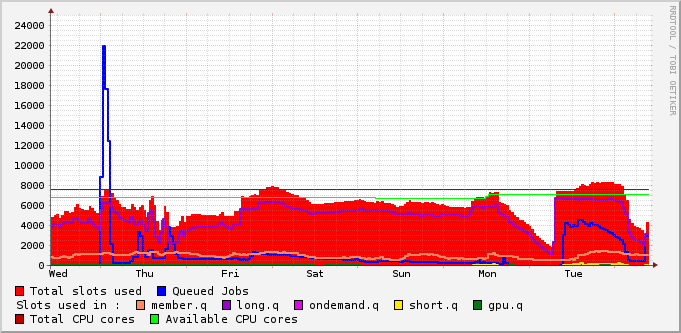 24000
22000
20000
18000
16000
14000
12000
10000
8000
6000
4000
2000
0
Wed Thu Fri Sat Sun Mon Tue
Total slots used Queued Jobs
Slots used in : member.q long.q ondemand.q short.q gpu.q
Total CPU cores Available CPU cores
RRDTOOL / TOBI OETIKER